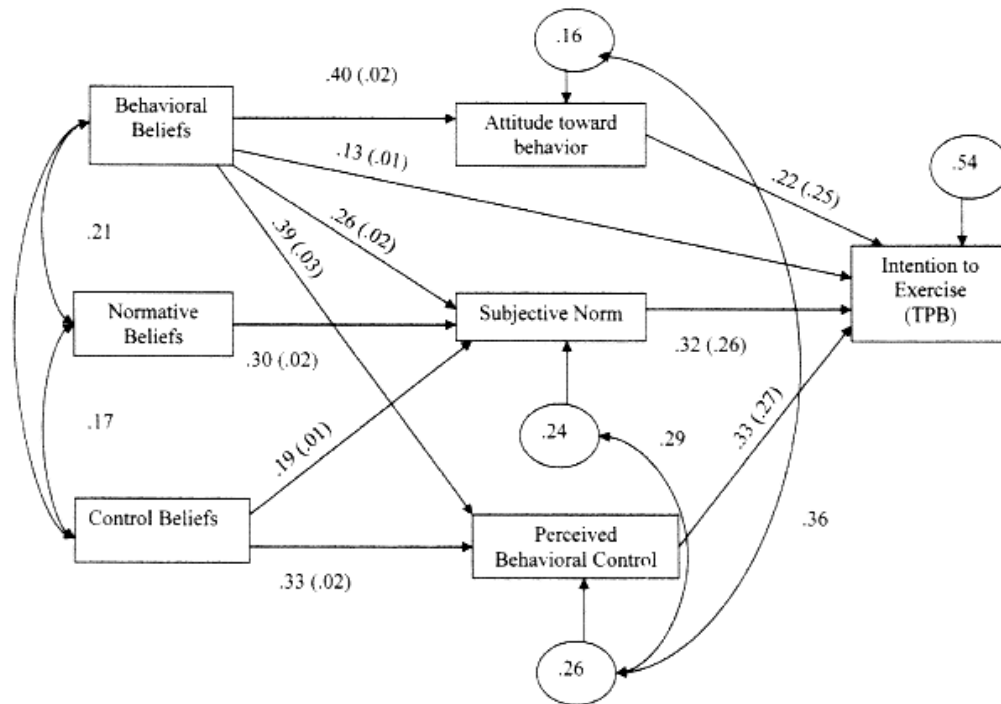 .16
.40 (.02)
Behavioral
Beliefs
Attitude toward
behavior
.13 (.01)
.22 (.25)
.54
.26 (.02)
.39 (.03)
.21
Intention to
Exercise
(TPB)
Normative
Beliefs
Subjective Norm
.30 (.02)
.32 (.26)
.17
.19 (.01)
.24
.29
.33 (.27)
Control Beliefs
Perceived
Behavioral Control
.36
.33 (.02)
.26